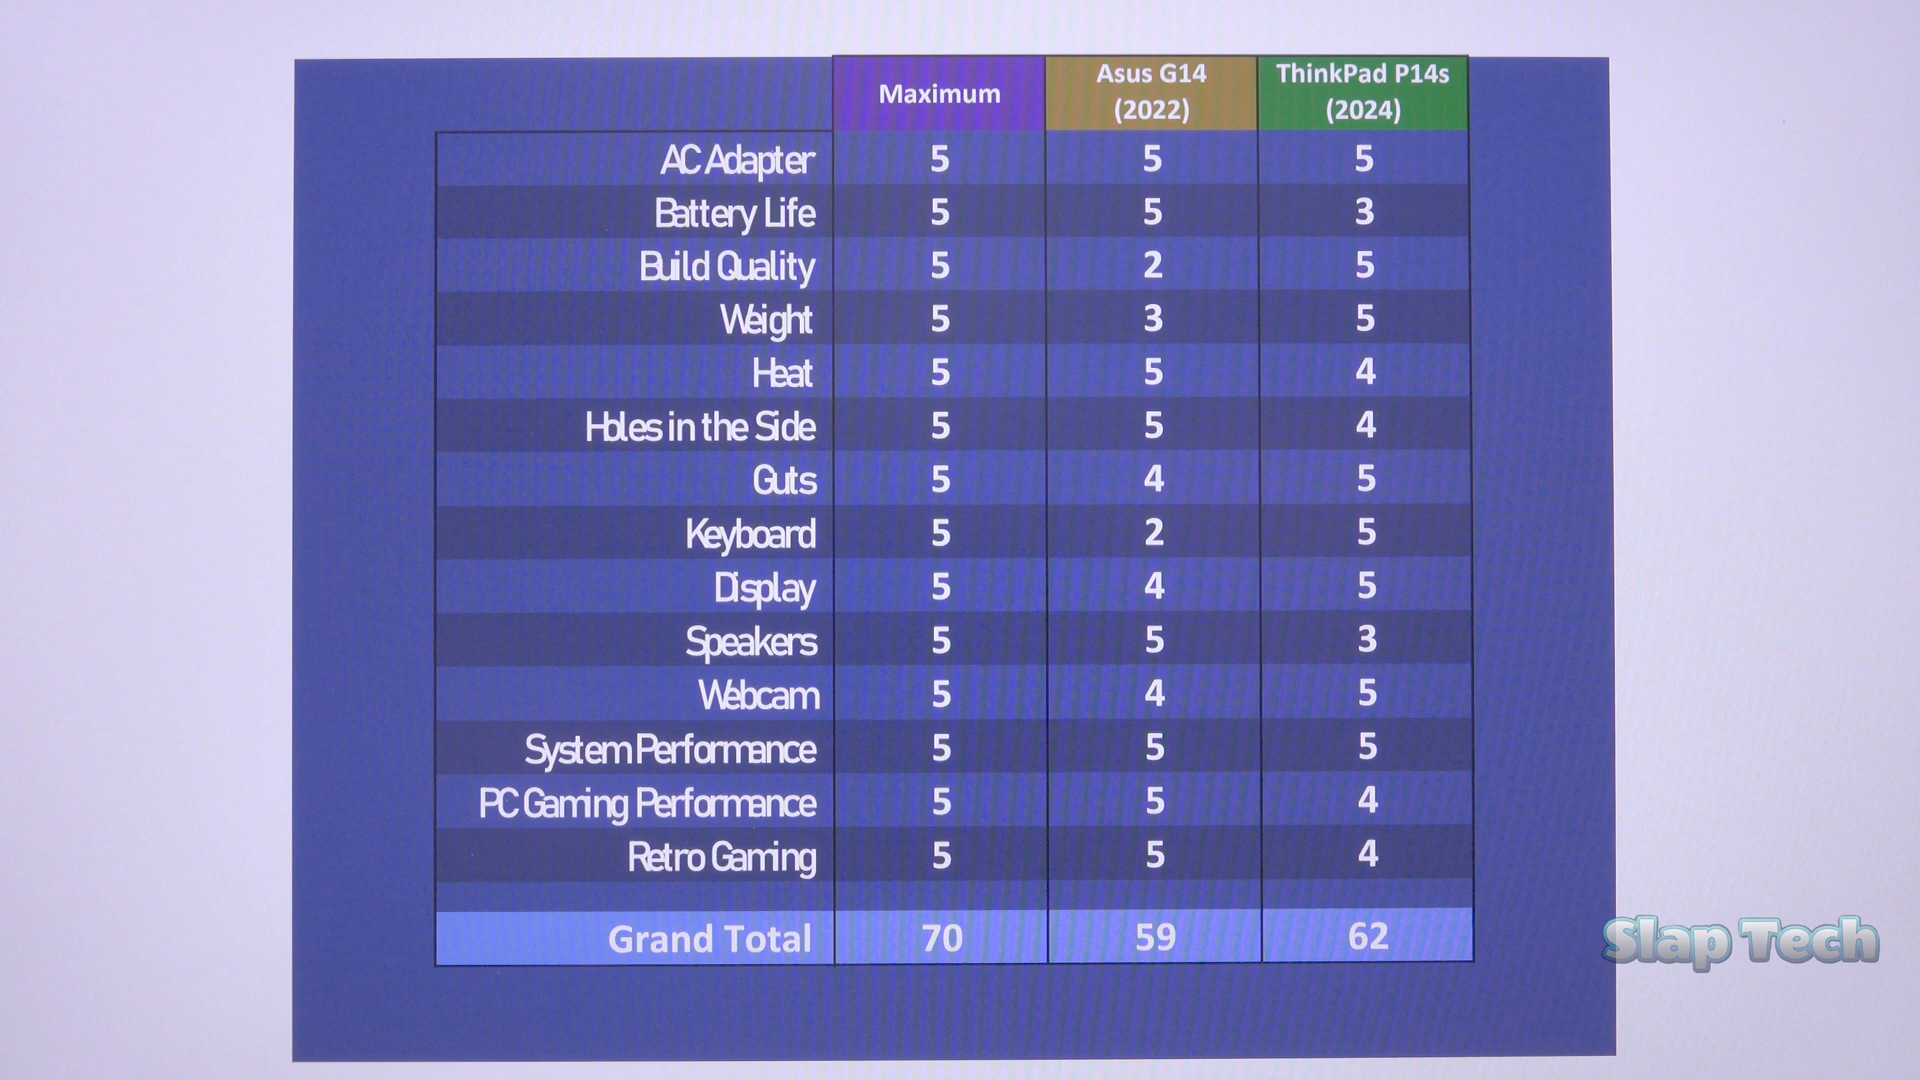 Maximum Asus G14 (2022) ThinkPad P14s (2024)
AC Adapter 5 5 5
Battery Life 5 5 3
Build Quality 5 2 5
Weight 5 3 5
Heat 5 5 4
Holes in the Side 5 5 4
Guts 5 4 5
Keyboard 5 2 5
Display 5 4 5
Speakers 5 5 3
Webcam 5 4 5
System Performance 5 5 5
PC Gaming Performance 5 5 4
Retro Gaming 5 5 4
Grand Total 70 59 62
Slap Tech